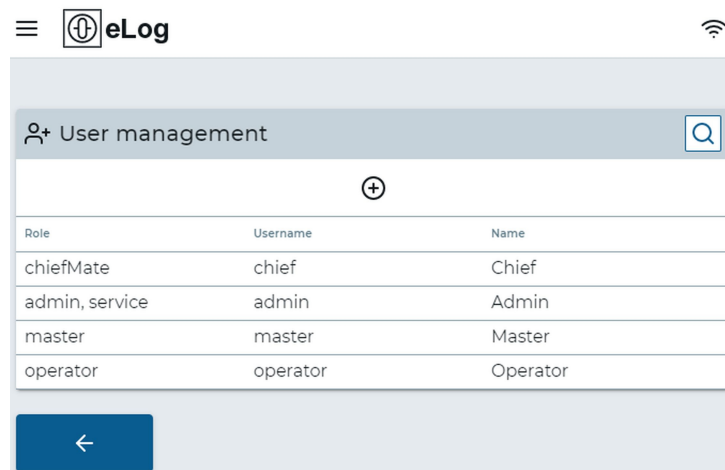 eLog
User management
Role Username Name
chiefMate chief Chief
admin, service admin Admin
master master Master
operator operator Operator